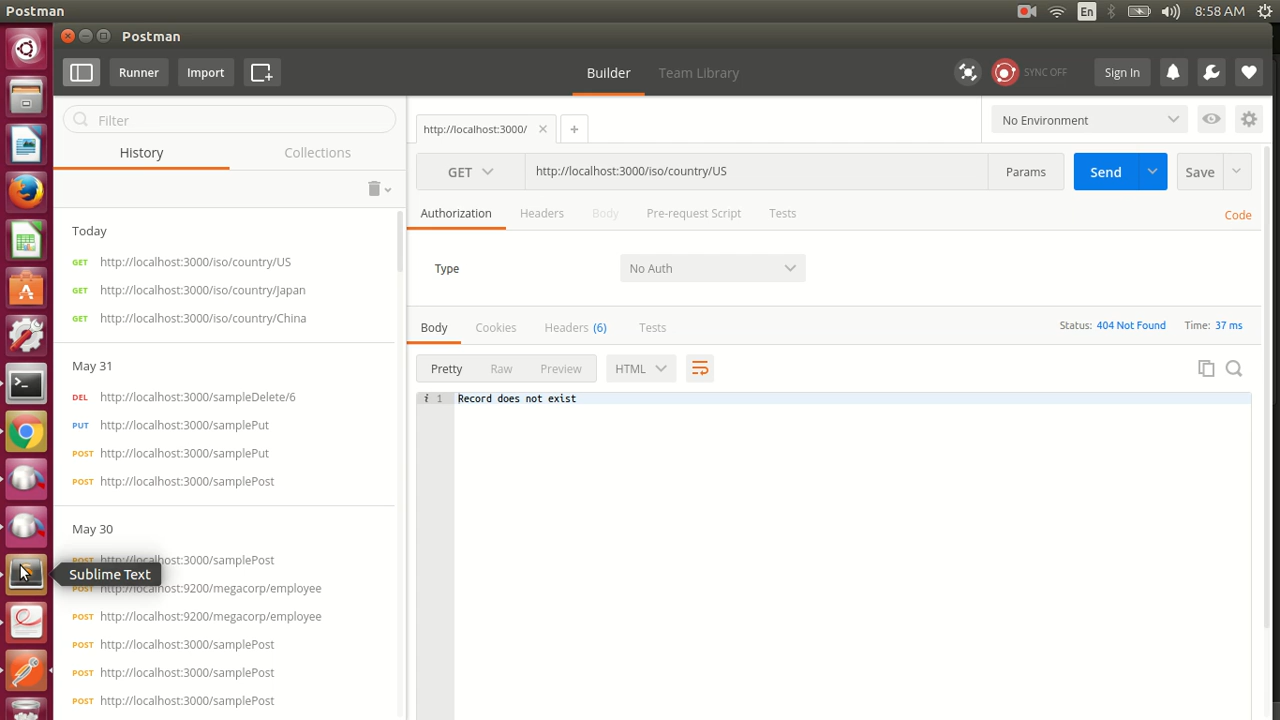 Postman
En
8:58 AM
Postman
Runner
Import
Builder
Team Library
SYNC OFF
Sign In
Filter
History
Collections
http://localhost:3000/
+
No Environment
GET
http://localhost:3000/iso/country/US
Params
Send
Save
Authorization
Headers
Body
Pre-request Script
Tests
Code
Type
No Auth
Today
GET http://localhost:3000/iso/country/US
GET http://localhost:3000/iso/country/Japan
GET http://localhost:3000/iso/country/China
May 31
DEL http://localhost:3000/sampleDelete/6
PUT http://localhost:3000/samplePut
POST http://localhost:3000/samplePut
POST http://localhost:3000/samplePost
May 30
POST http://localhost:3000/samplePost
Sublime Text
POST http://localhost:9200/megacorp/employee
POST http://localhost:9200/megacorp/employee
POST http://localhost:3000/samplePost
POST http://localhost:3000/samplePost
POST http://localhost:3000/samplePost
Body
Cookies
Headers (6)
Tests
Status: 404 Not Found
Time: 37 ms
Pretty
Raw
Preview
HTML
i 1 Record does not exist